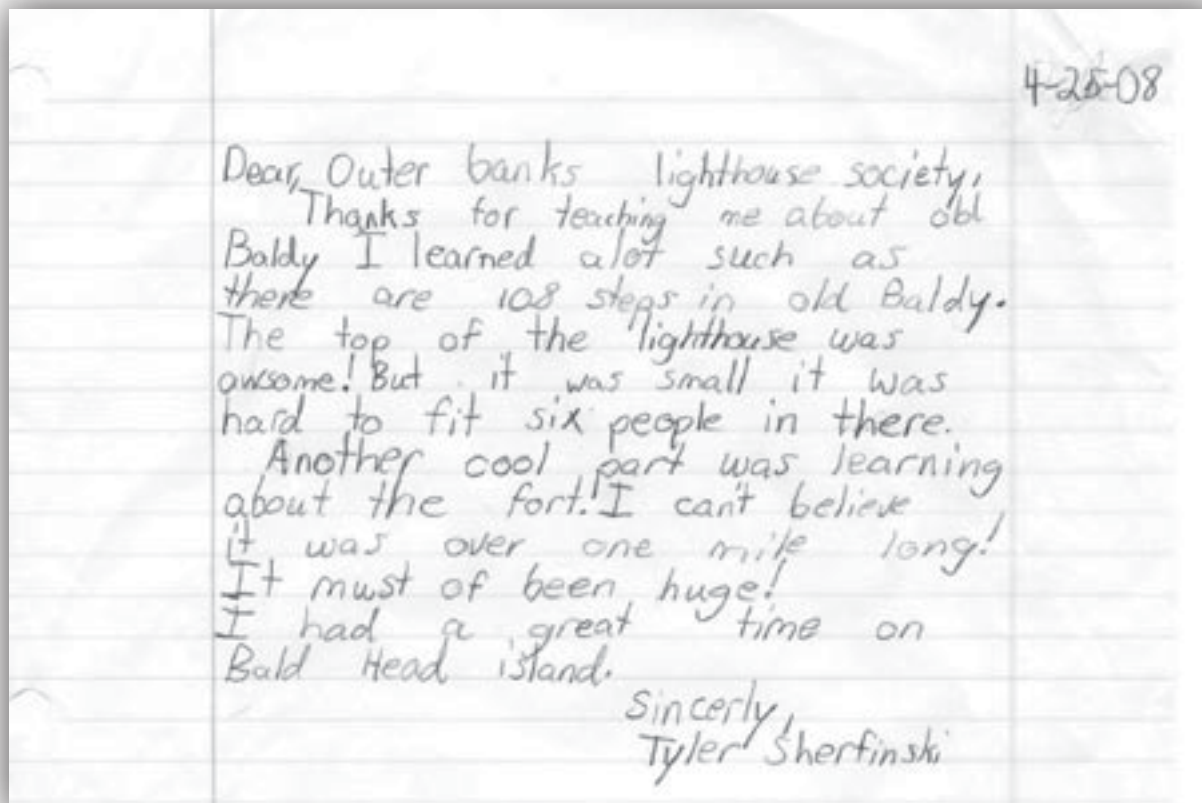 4-25-08
Dear, Outer banks lighthouse society,
Thanks for teaching me about old
Baldy I learned alot such as
there are 108 steps in old Baldy.
The top of the lighthouse was
awsome! But it was small it was
hard to fit six people in there.
Another cool part was learning
about the fort! I can't believe
it was over one mile long!
It must of been huge!
I had a great time on
Bald Head island.
Sincerly,
Tyler Sherfinski